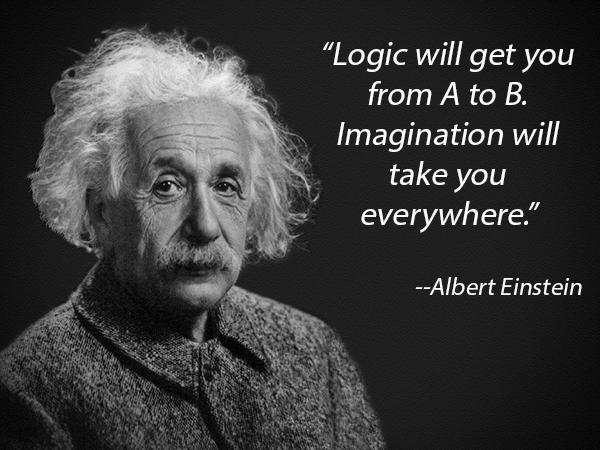 “Logic will get you
from A to B.
Imagination will
take you
everywhere.”
--Albert Einstein